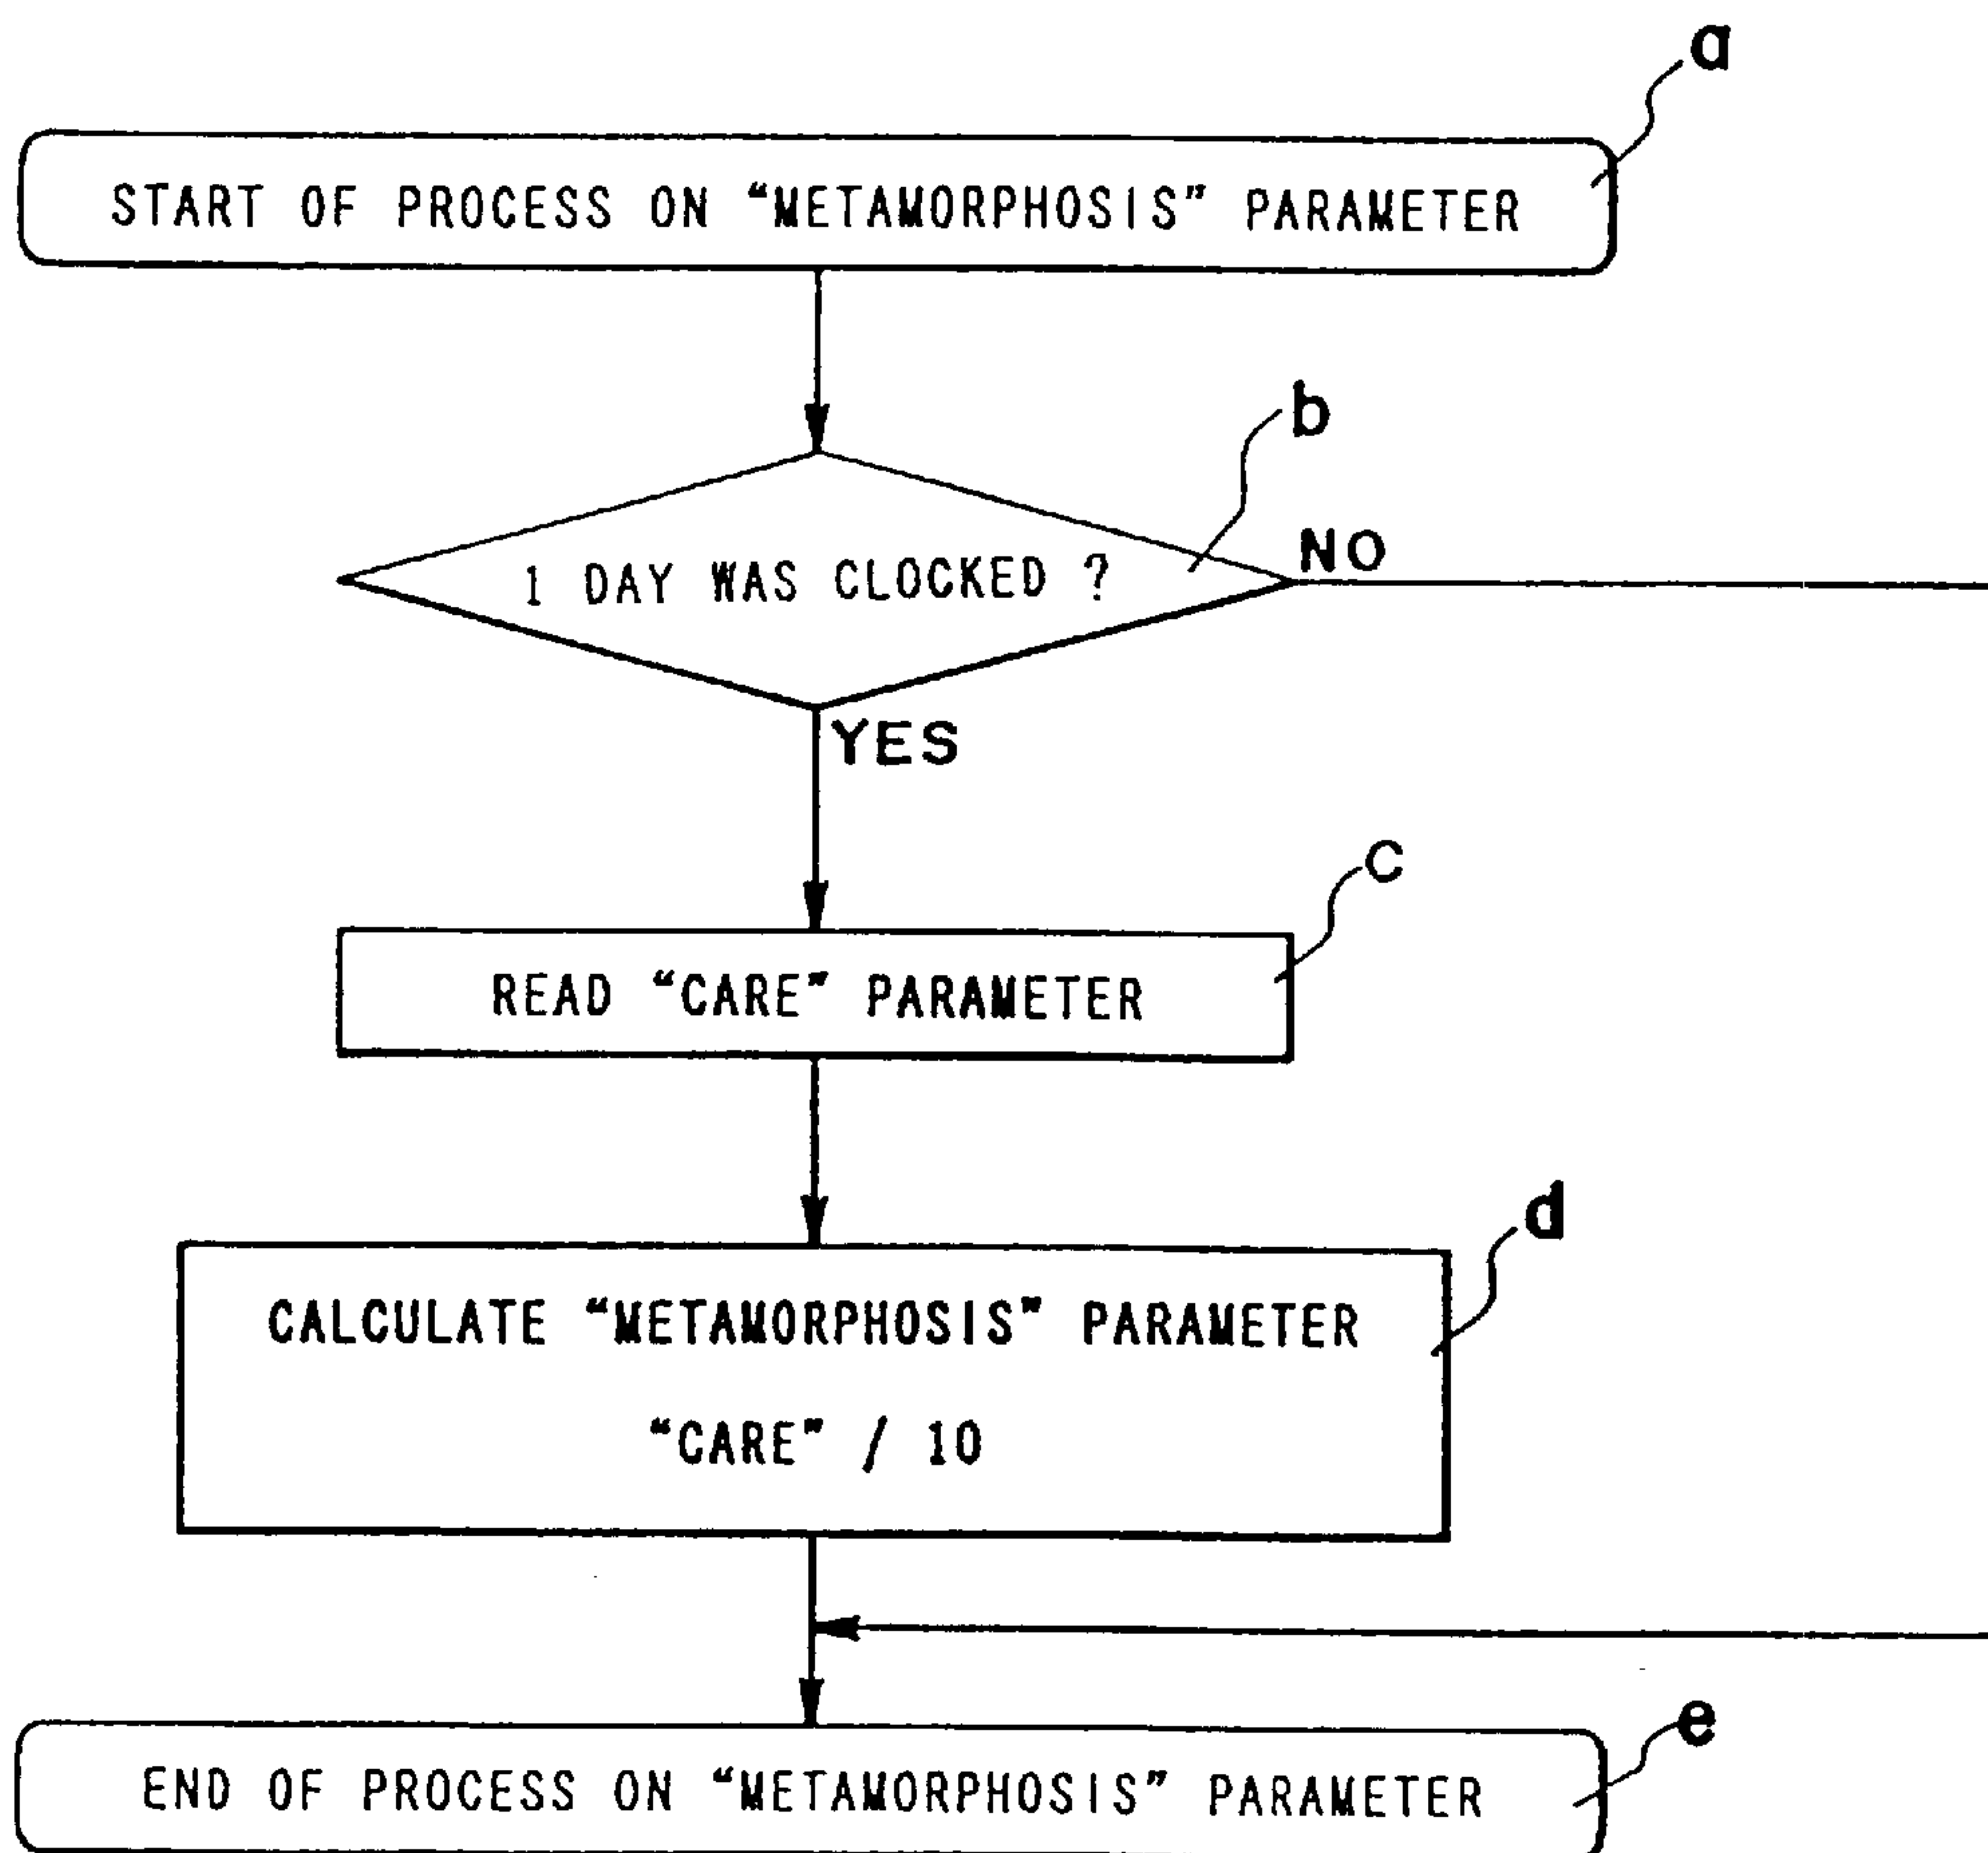 a
START OF PROCESS ON “METAMORPHOSIS” PARAMETER
b
1 DAY WAS CLOCKED ?
NO
YES
c
READ “CARE” PARAMETER
d
CALCULATE “METAMORPHOSIS” PARAMETER
“CARE” / 10
e
END OF PROCESS ON “METAMORPHOSIS” PARAMETER